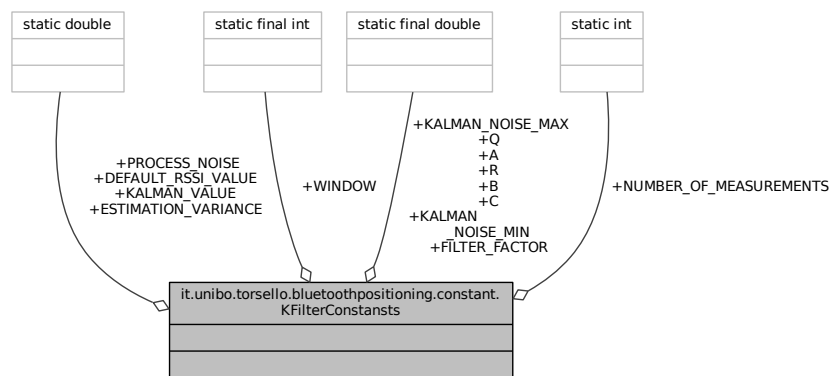 static double
static final int
static final double
static int
+PROCESS_NOISE
+DEFAULT_RSSI_VALUE
+KALMAN_VALUE
+ESTIMATION_VARIANCE
+WINDOW
+KALMAN_NOISE_MAX
+Q
+A
+R
+B
+C
+KALMAN
_NOISE_MIN
+FILTER_FACTOR
+NUMBER_OF_MEASUREMENTS
it.unibo.torsello.bluetoothpositioning.constant.
KFilterConstansts